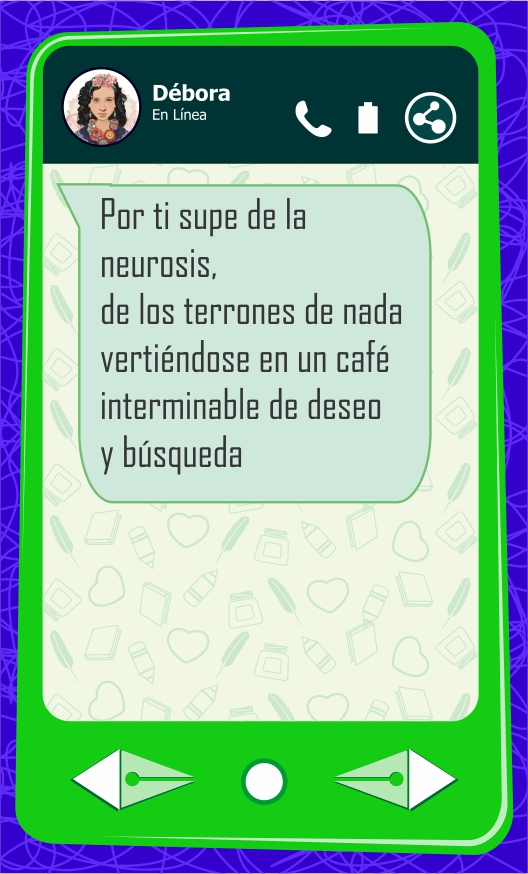 Débora
En Línea
Por ti supe de la
neurosis,
de los terrones de nada
vertiéndose en un café
interminable de deseo
y búsqueda